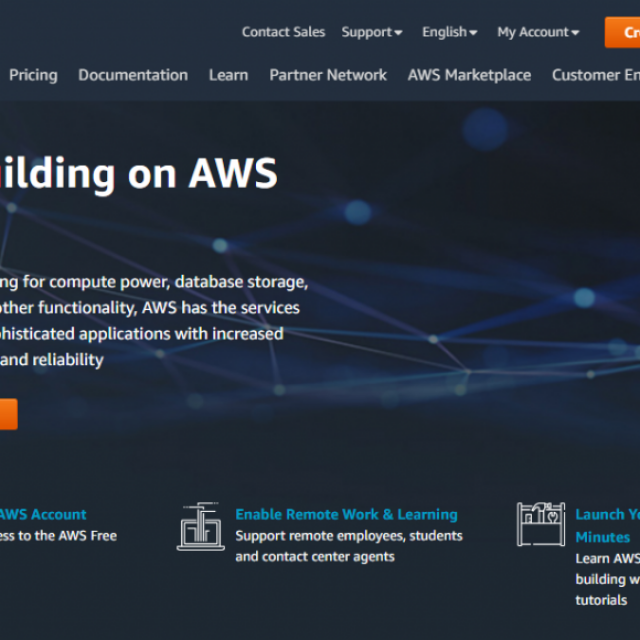 Contact Sales Support English My Account Cr
Pricing Documentation Learn Partner Network AWS Marketplace Customer En
ilding on AWS
ng for compute power, database storage,
other functionality, AWS has the services
phisticated applications with increased
and reliability
AWS Account
ess to the AWS Free
Enable Remote Work & Learning
Support remote employees, students
and contact center agents
Launch Yo
Minutes
Learn AWS
building w
tutorials